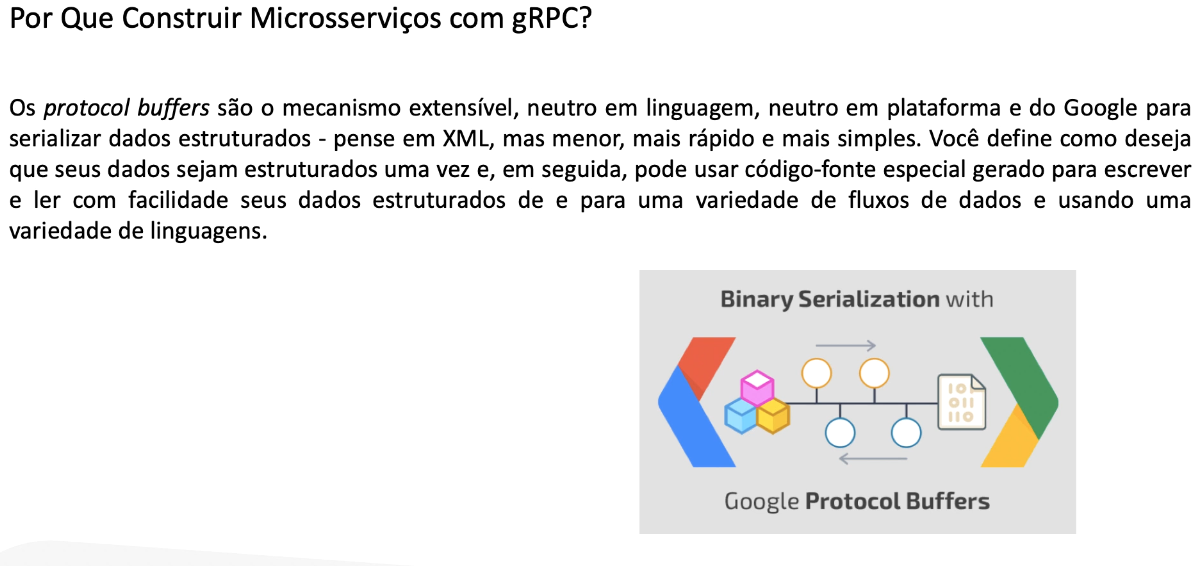 Por Que Construir Microsserviços com gRPC?
Os protocol buffers são o mecanismo extensível, neutro em linguagem, neutro em plataforma e do Google para
serializar dados estruturados - pense em XML, mas menor, mais rápido e mais simples. Você define como deseja
que seus dados sejam estruturados uma vez e, em seguida, pode usar código-fonte especial gerado para escrever
e ler com facilidade seus dados estruturados de e para uma variedade de fluxos de dados e usando uma
variedade de linguagens.
Binary Serialization with
101
011
110
Google Protocol Buffers